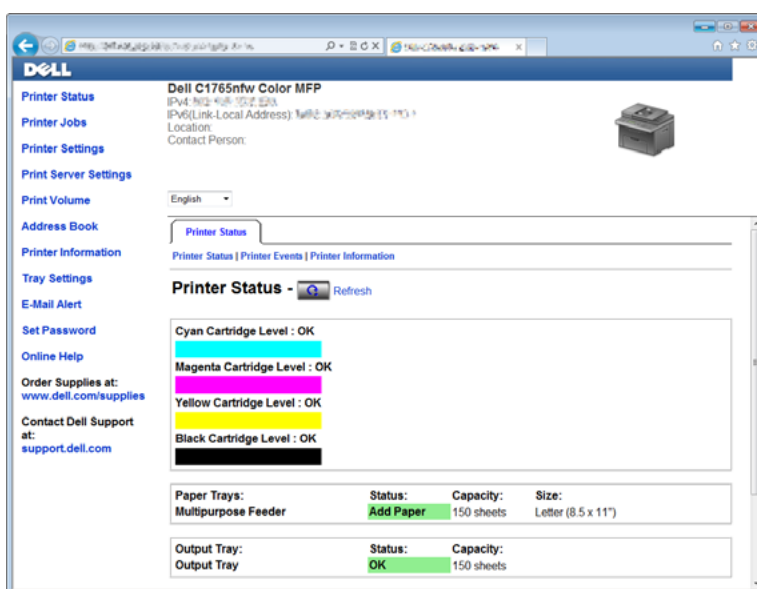 DELL
Printer Status
Printer Jobs
Printer Settings
Print Server Settings
Print Volume
Address Book
Printer Information
Tray Settings
E-Mail Alert
Set Password
Online Help
Order Supplies at:
www.dell.com/supplies
Contact Dell Support
at:
support.dell.com
Dell C1765nfw Color MFP
IPv4:
IPv6(Link-Local Address):
Location:
Contact Person:
English
Printer Status
Printer Status | Printer Events | Printer Information
Printer Status - Refresh
Cyan Cartridge Level : OK
Magenta Cartridge Level : OK
Yellow Cartridge Level : OK
Black Cartridge Level : OK
Paper Trays: Status: Capacity: Size:
Multipurpose Feeder Add Paper 150 sheets Letter (8.5 x 11")
Output Tray: Status: Capacity:
Output Tray OK 150 sheets